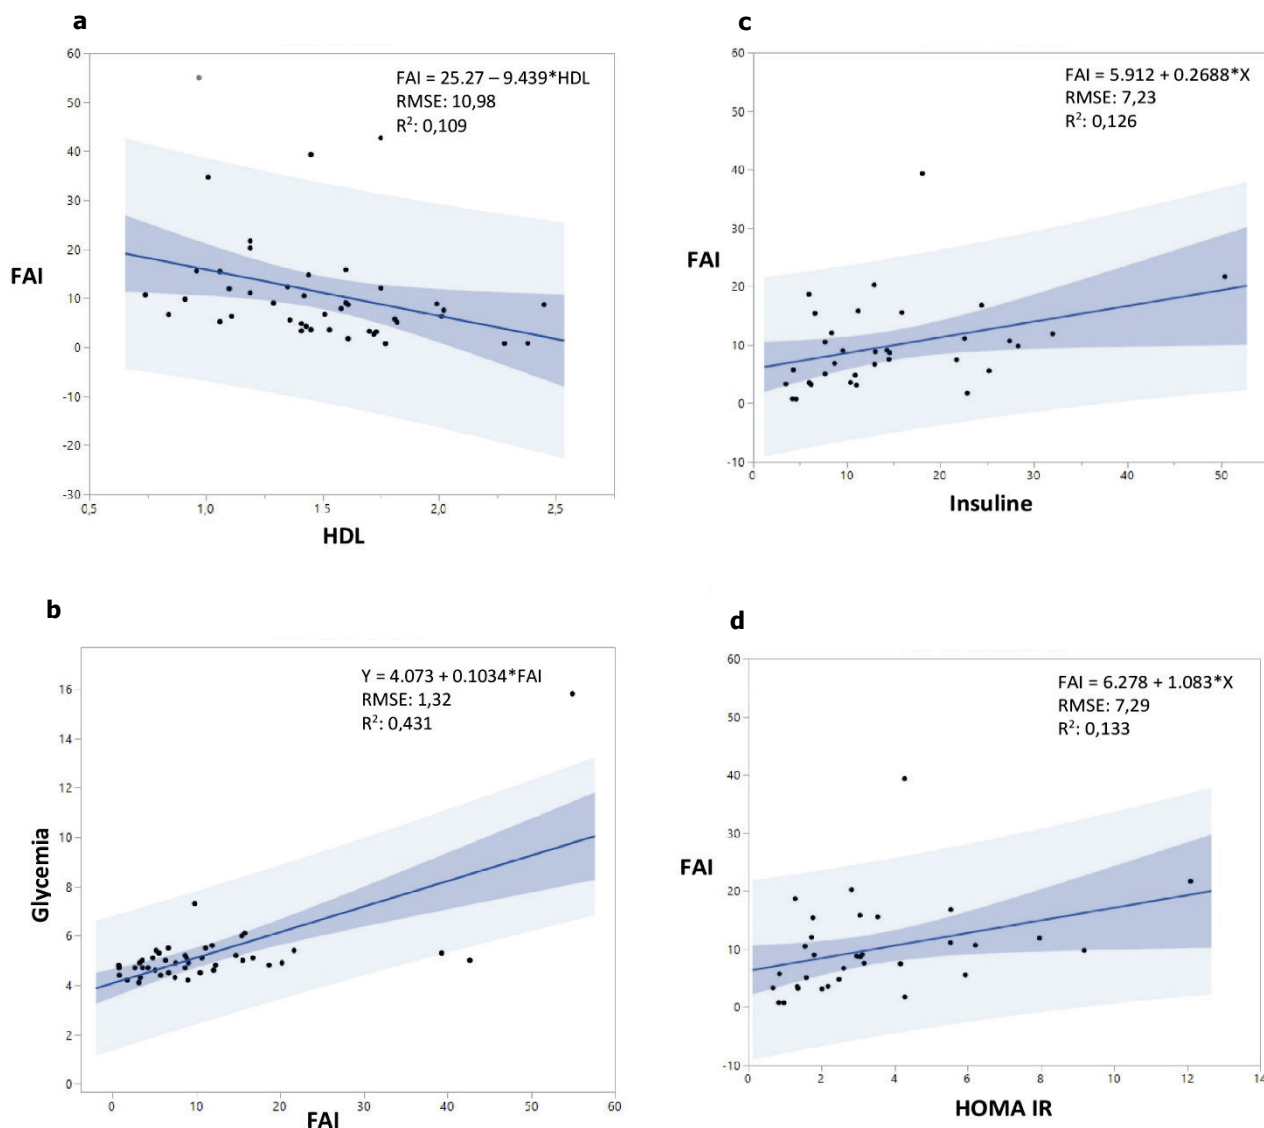 a
60
50
40
30
20
10
0
-10
-20
-30
FAI
FAI = 25.27 – 9.439*HDL
RMSE: 10,98
R²: 0,109
0,5
1,0
1.5
2,0
2,5
HDL
c
60
50
40
30
20
10
0
-10
FAI
FAI = 5.912 + 0.2688*X
RMSE: 7,23
R²: 0,126
0
10
20
30
40
50
Insuline
b
16
14
12
10
8
6
4
2
0
Glycemia
Y = 4.073 + 0.1034*FAI
RMSE: 1,32
R²: 0,431
0
10
20
30
40
50
60
FAI
d
60
50
40
30
20
10
0
-10
FAI
FAI = 6.278 + 1.083*X
RMSE: 7,29
R²: 0,133
0
2
4
6
8
10
12
14
HOMA IR